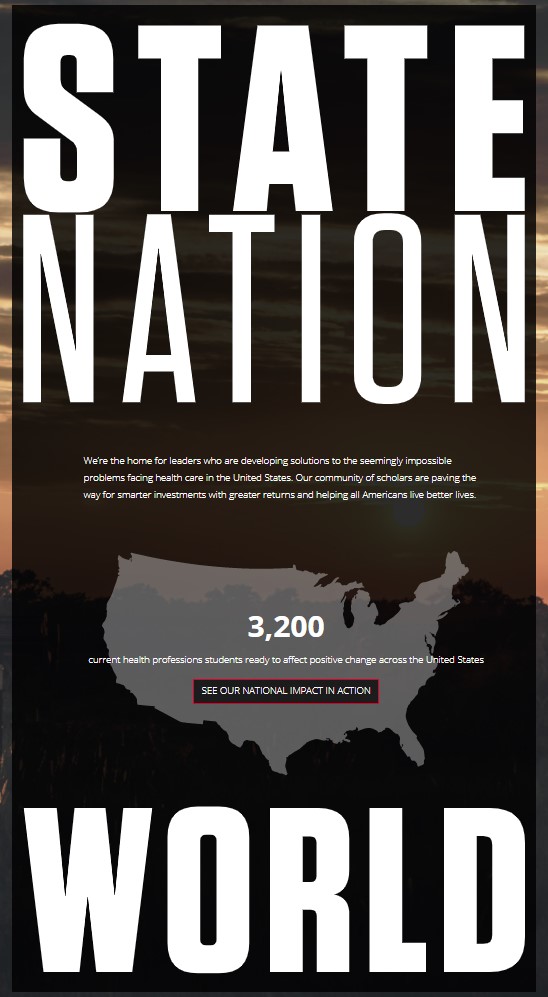 STATE
NATION
We're the home for leaders who are developing solutions to the seemingly impossible
problems facing health care in the United States. Our community of scholars are paving the
way for smarter investments with greater returns and helping all Americans live better lives.
3,200
current health professions students ready to affect positive change across the United States
SEE OUR NATIONAL IMPACT IN ACTION
WORLD